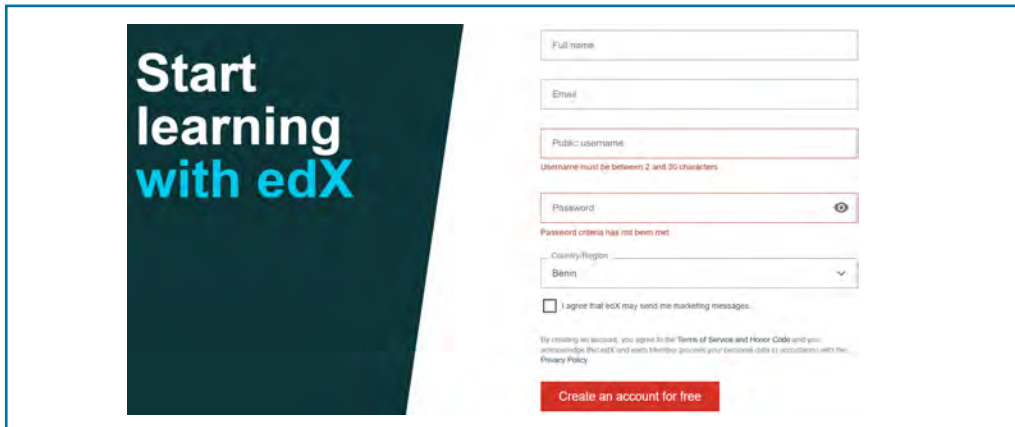 Start
learning
with edX
Full name
Email
Public username
Username must be between 2 and 30 characters
Password
Password criteria has not been met
Country/Region
Benin
I agree that edX may send me marketing messages.
By creating an account, you agree to the Terms of Service and Honor Code and you
acknowledge that edX and each Member process your personal data in accordance with the
Privacy Policy.
Create an account for free